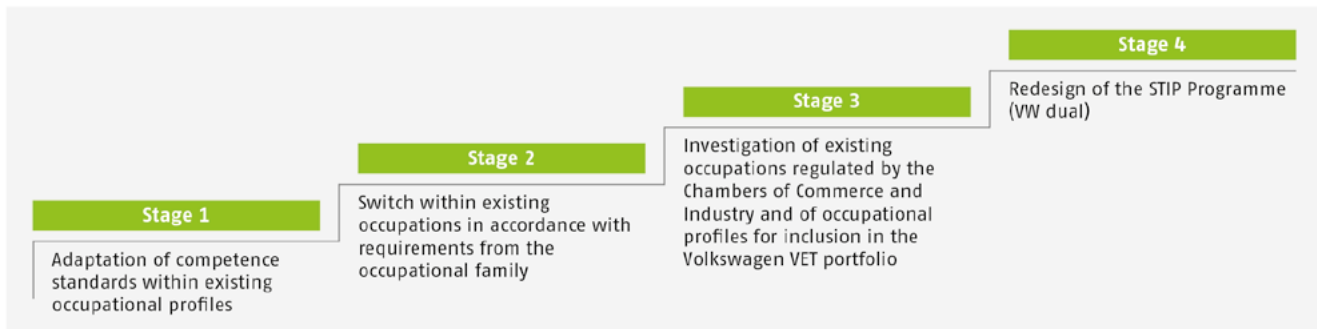 Stage 1
Adaptation of competence
standards within existing
occupational profiles
Stage 2
Switch within existing
occupations in accordance with
requirements from the
occupational family
Stage 3
Investigation of existing
occupations regulated by the
Chambers of Commerce and
Industry and of occupational
profiles for inclusion in the
Volkswagen VET portfolio
Stage 4
Redesign of the STIP Programme
(VW dual)